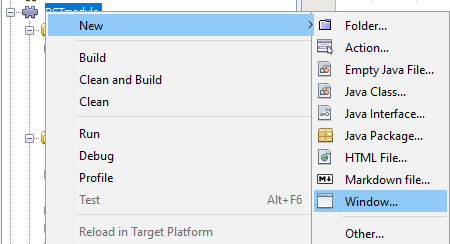 New
Build
Clean and Build
Clean
Run
Debug
Profile
Test Alt+F6
Reload in Target Platform
Folder...
Action...
Empty Java File...
Java Class...
Java Interface...
Java Package...
HTML File...
Markdown file...
Window...
Other...